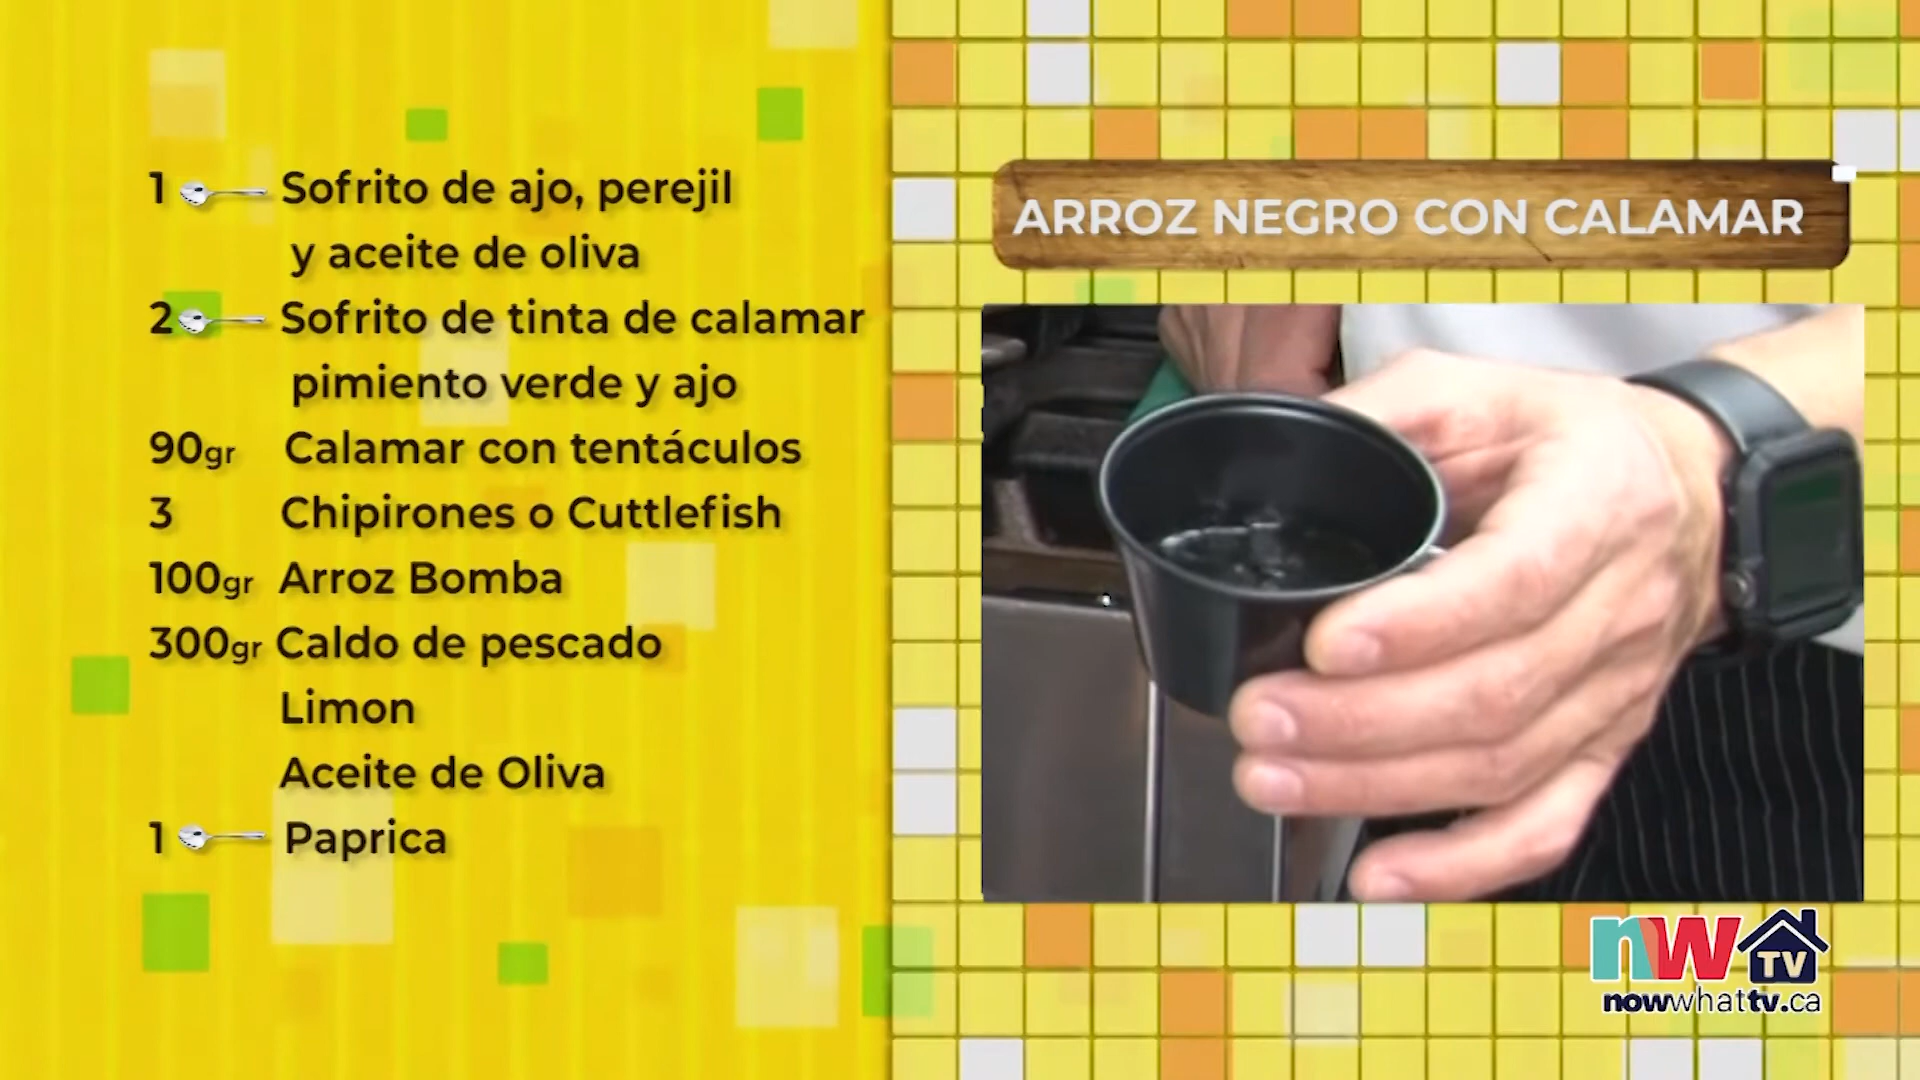 1 Sofrito de ajo, perejil
y aceite de oliva
2 Sofrito de tinta de calamar
pimiento verde y ajo
90gr Calamar con tentáculos
3 Chipirones o Cuttlefish
100gr Arroz Bomba
300gr Caldo de pescado
Limon
Aceite de Oliva
1 Paprica
ARROZ NEGRO CON CALAMAR
nw TV
nowwhattv.ca